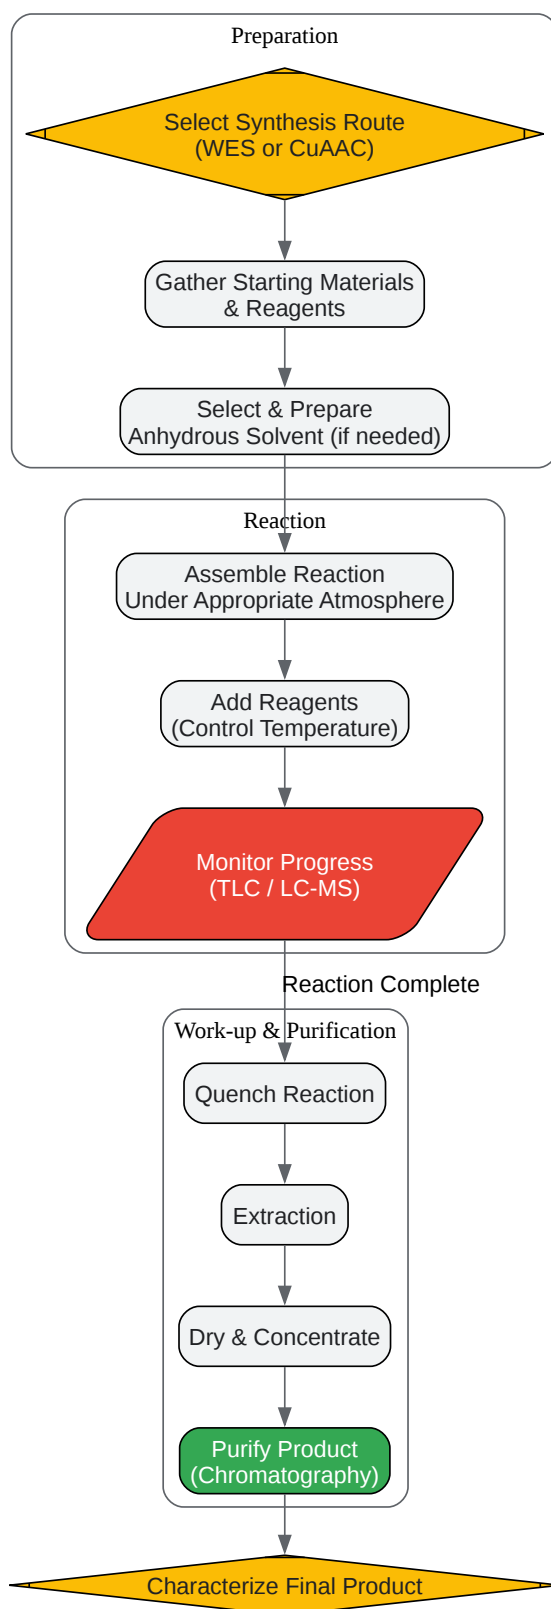 Preparation
Select Synthesis Route
(WES or CuAAC)
Gather Starting Materials
& Reagents
Select & Prepare
Anhydrous Solvent (if needed)
Reaction
Assemble Reaction
Under Appropriate Atmosphere
Add Reagents
(Control Temperature)
Monitor Progress
(TLC / LC-MS)
Reaction Complete
Work-up & Purification
Quench Reaction
Extraction
Dry & Concentrate
Purify Product
(Chromatography)
Characterize Final Product